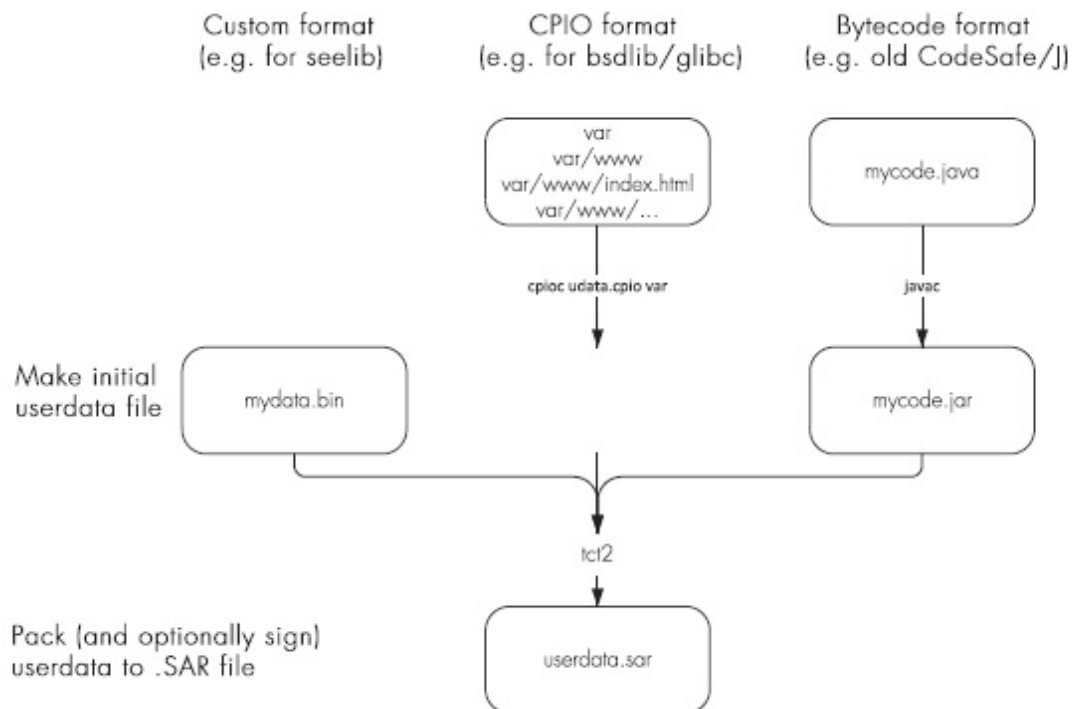 Custom format
(e.g. for seelib)
CPIO format
(e.g. for bsdlib/glibc)
Bytecode format
(e.g. old CodeSafe/J)
var
var/www
var/www/index.html
var/www/...
mycode.java
cpioc udata.cpio var
javac
Make initial
userdata file
mydata.bin
mycode.jar
tct2
Pack (and optionally sign)
userdata to .SAR file
userdata.sar